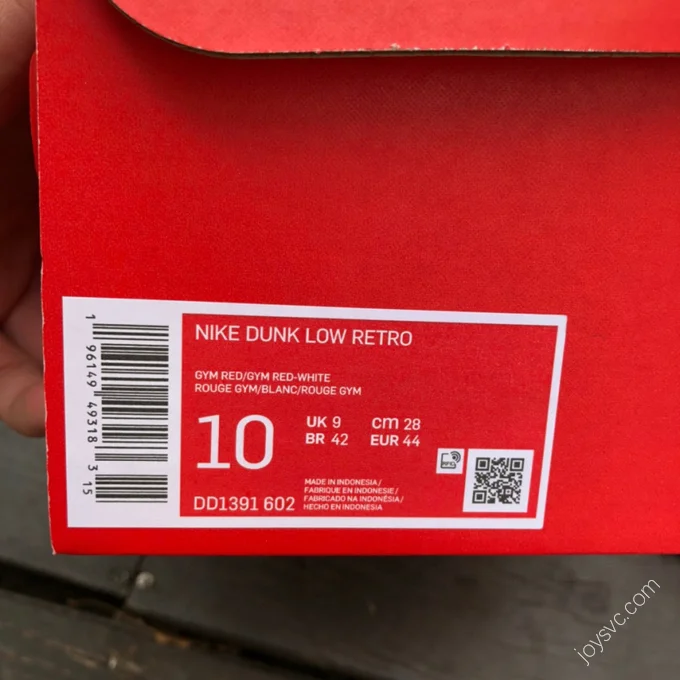 NIKE DUNK LOW RETRO
GYM RED/GYM RED-WHITE
ROUGE GYM/BLANC/ROUGE GYM
10
UK 9 cm 28
BR 42 EUR 44
DD1391 602
MADE IN INDONESIA/
FABRIQUE EN INDONESIE/
FABRICADO NA INDONÉSIA/
HECHO EN INDONESIA
1 96149 49318 315
RFID
joysvc.com